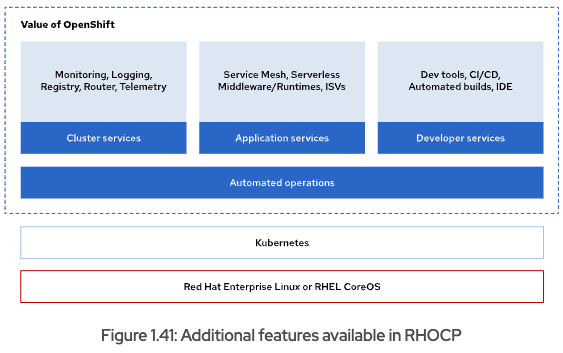 Value of OpenShift
Monitoring, Logging,
Registry, Router, Telemetry
Cluster services
Service Mesh, Serverless
Middleware/Runtimes, ISVs
Application services
Dev tools, CI/CD,
Automated builds, IDE
Developer services
Automated operations
Kubernetes
Red Hat Enterprise Linux or RHEL CoreOS
Figure 1.41: Additional features available in RHOCP